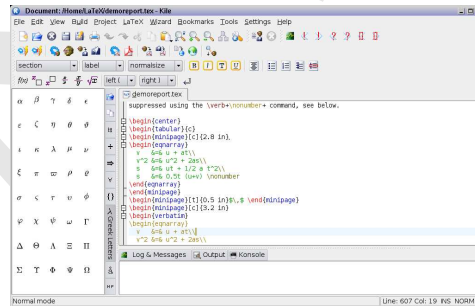 Document: /Home/LaTeX/demoreport.tex - Kile
File Edit View Build Project LaTeX Wizard Bookmarks Tools Settings Help
section label normalsize B I T U
f(x) left ( right )
demoreport.tex
α β γ δ ϵ
ε ζ η θ ϑ
ι κ λ μ ν
ξ π ϖ ρ ϱ
σ ς τ υ ϕ
φ χ ψ ω Γ
Δ Θ Λ Ξ Π
Σ Υ Φ Ψ Ω
Greek Letters
suppressed using the \verb+\nonumber+ command, see below.
\begin{center}
\begin{tabular}{c}
\begin{minipage}[c]{2.8 in}
\begin{eqnarray}
v &=& u + at\\
v^2 &=& u^2 + 2as\\
s &=& ut + 1/2 a t^2\\
s &=& 0.5t (u+v) \nonumber
\end{eqnarray}
\end{minipage}
\begin{minipage}[t]{0.5 in}$\,$ \end{minipage}
\begin{minipage}[c]{3.2 in}
\begin{verbatim}
\begin{eqnarray}
v &=& u + at\\
v^2 &=& u^2 + 2as\\
Log & Messages Output Konsole
Normal mode Line: 607 Col: 19 INS NORM